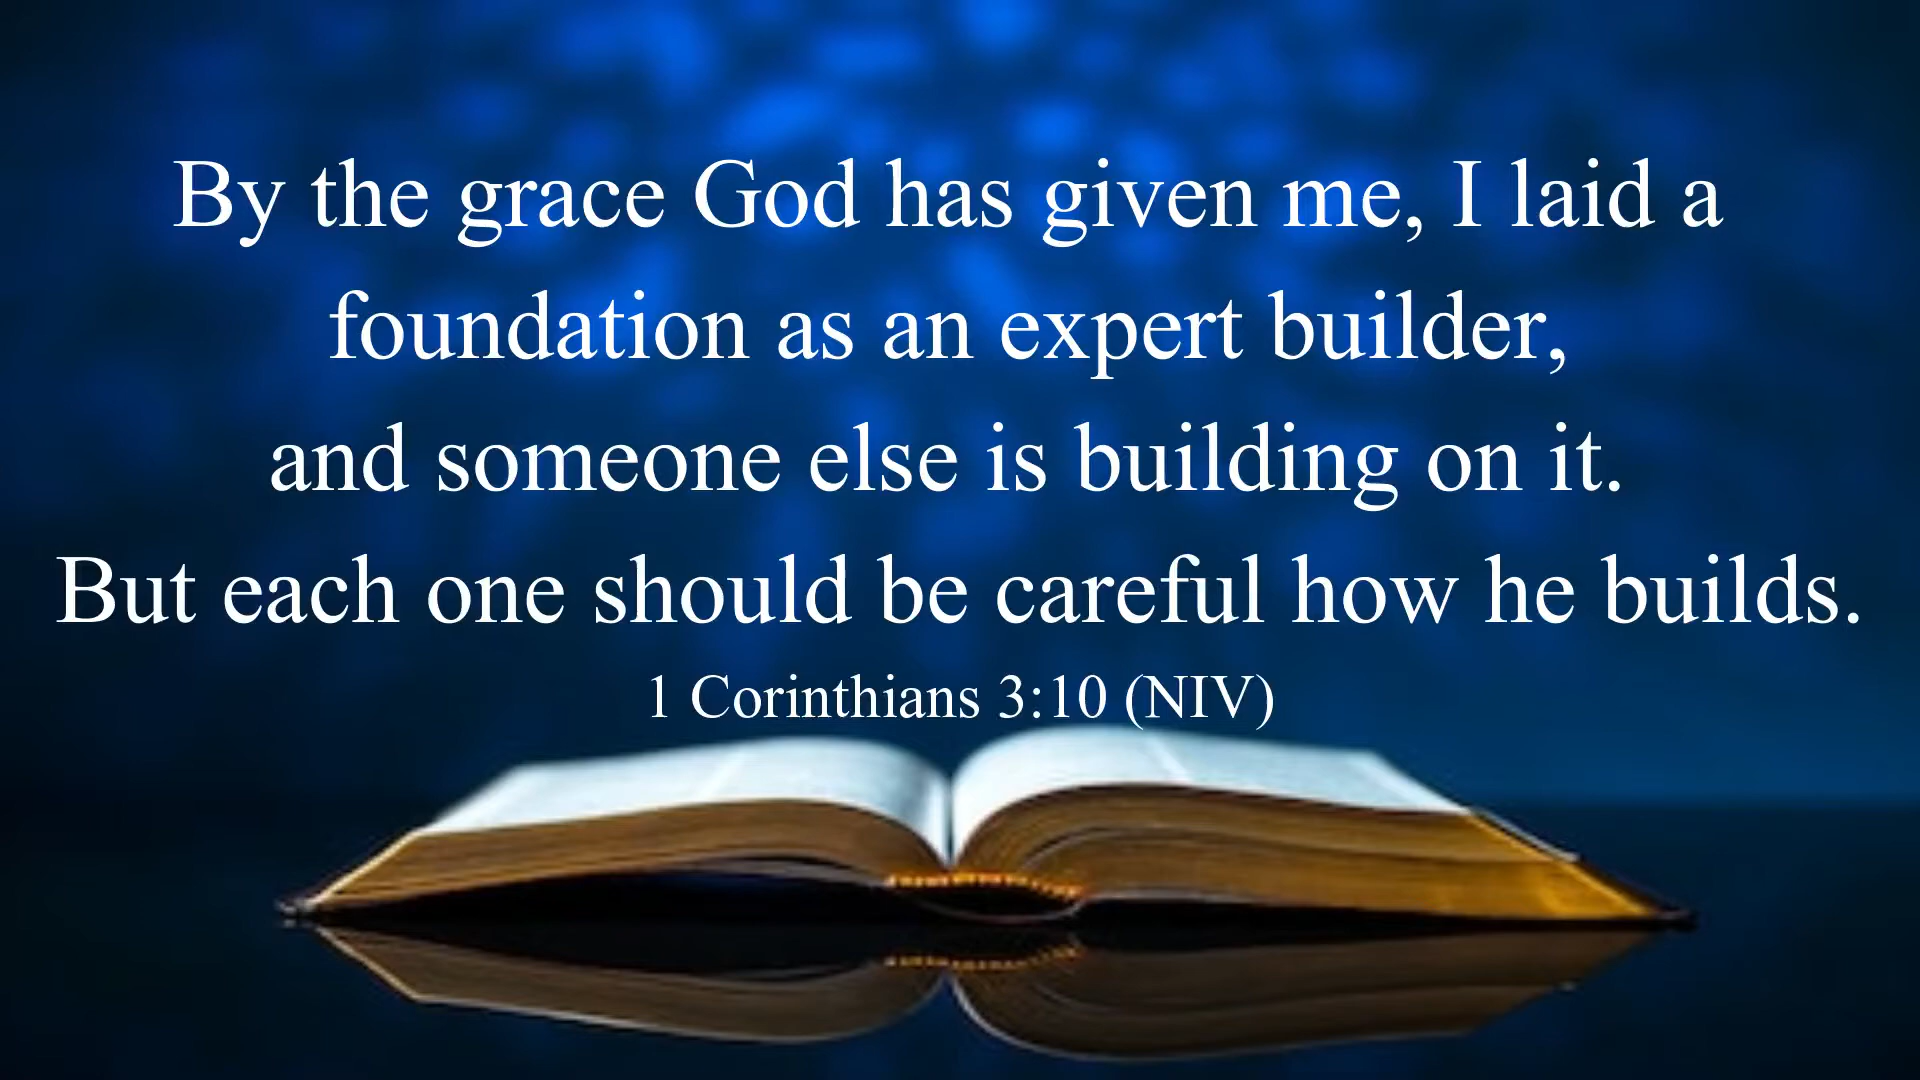 By the grace God has given me, I laid a
foundation as an expert builder,
and someone else is building on it.
But each one should be careful how he builds.
1 Corinthians 3:10 (NIV)